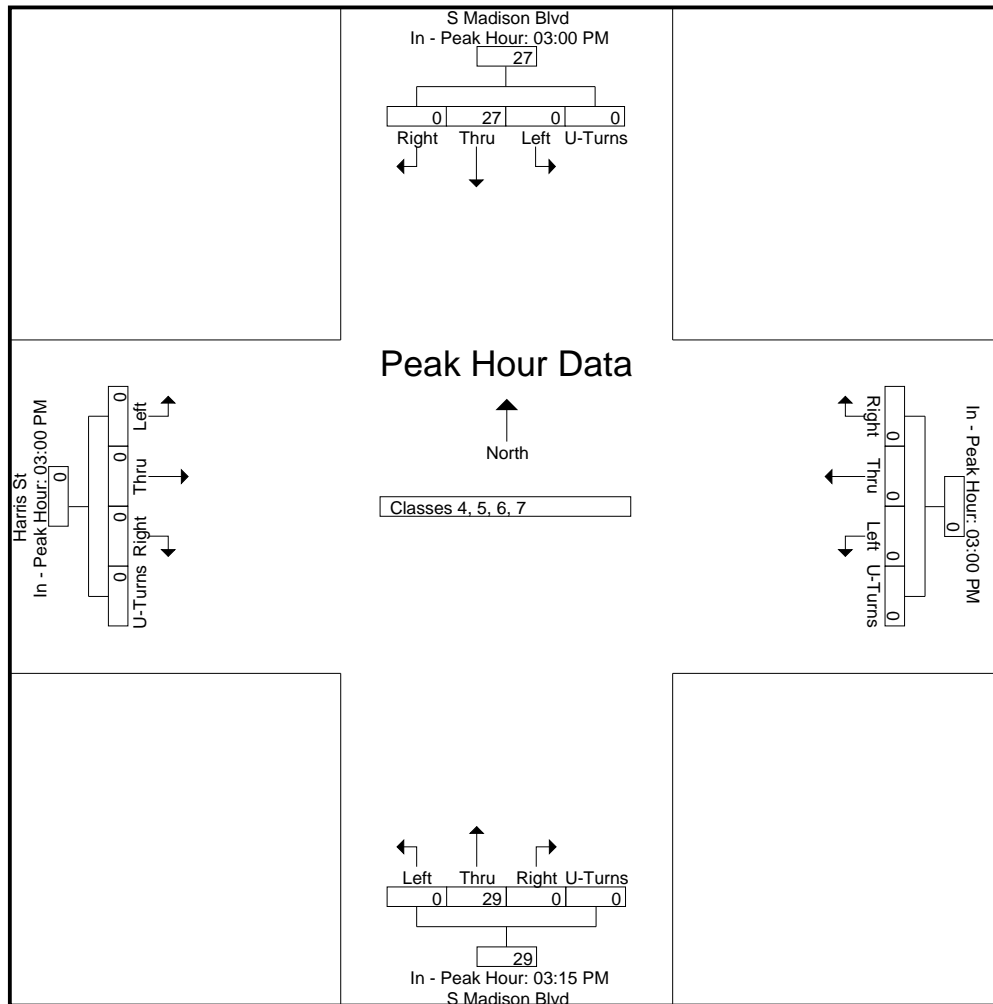 S Madison Blvd
In - Peak Hour: 03:00 PM
27
0 27 0 0
Right Thru Left U-Turns
Peak Hour Data
North
Classes 4, 5, 6, 7
Harris St
In - Peak Hour: 03:00 PM
0
0 0 0 0
Left Thru Right U-Turns
In - Peak Hour: 03:00 PM
0
0 0 0 0
Right Thru Left U-Turns
Left Thru Right U-Turns
0 29 0 0
29
In - Peak Hour: 03:15 PM
S Madison Blvd